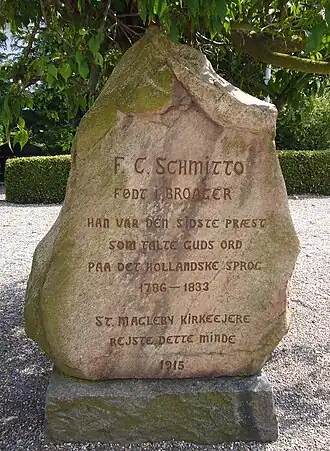 F. C. SCHMITTO
FØDT I BROAGER
HAN VAR DEN SIDSTE PRÆST
SOM TALTE GUDS ORD
PAA DET HOLLANDSKE SPROG
1786–1833
ST. MAGLEBY KIRKEEJERE
REJSTE DETTE MINDE
1915